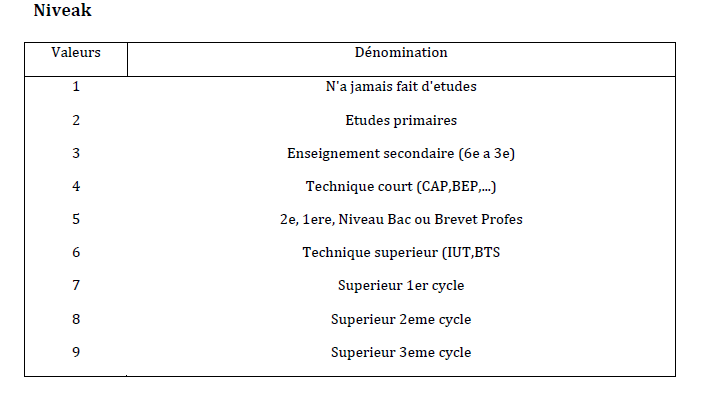 Niveak
Valeurs Dénomination
1 N'a jamais fait d'etudes
2 Etudes primaires
3 Enseignement secondaire (6e a 3e)
4 Technique court (CAP,BEP,...)
5 2e, 1ere, Niveau Bac ou Brevet Profes
6 Technique superieur (IUT,BTS
7 Superieur 1er cycle
8 Superieur 2eme cycle
9 Superieur 3eme cycle